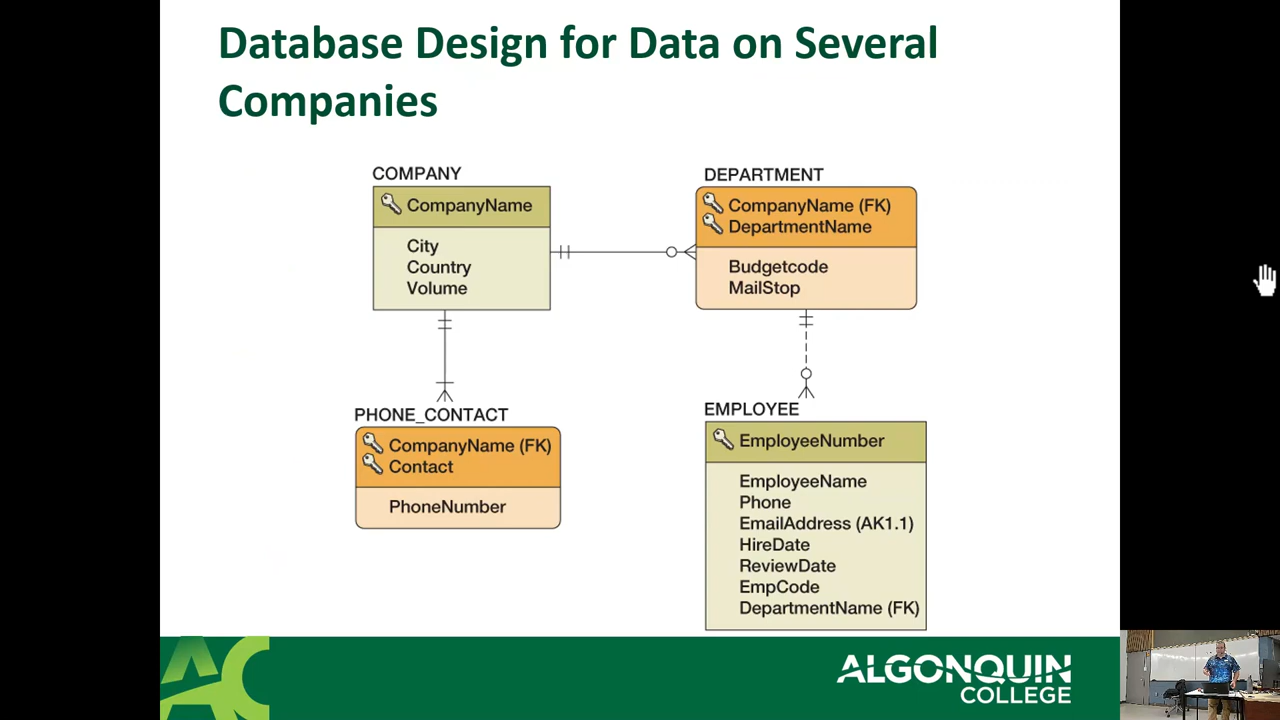 Database Design for Data on Several
Companies
COMPANY
CompanyName
City
Country
Volume
DEPARTMENT
CompanyName (FK)
DepartmentName
Budgetcode
MailStop
PHONE_CONTACT
CompanyName (FK)
Contact
PhoneNumber
EMPLOYEE
EmployeeNumber
EmployeeName
Phone
EmailAddress (AK1.1)
HireDate
ReviewDate
EmpCode
DepartmentName (FK)
AC
ALGONQUIN
COLLEGE